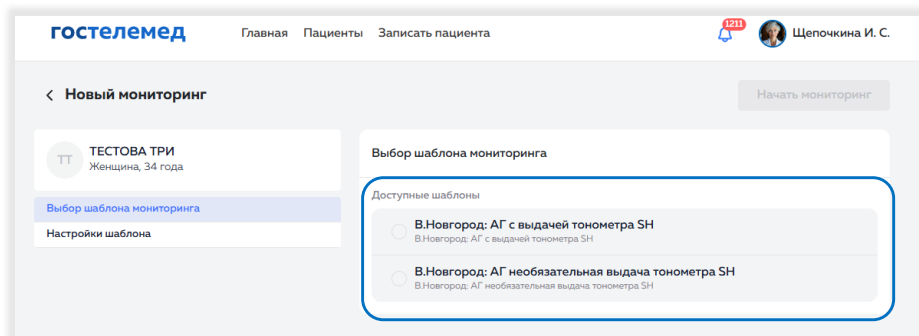 гостелемед Главная Пациенты Записать пациента 1211 Щепочкина И. С.
Новый мониторинг Начать мониторинг
ТТ ТЕСТОВА ТРИ
Женщина, 34 года
Выбор шаблона мониторинга
Настройки шаблона
Выбор шаблона мониторинга
Доступные шаблоны
В.Новгород: АГ с выдачей тонометра SH
В.Новгород: АГ с выдачей тонометра SH
В.Новгород: АГ необязательная выдача тонометра SH
В.Новгород: АГ необязательная выдача тонометра SH